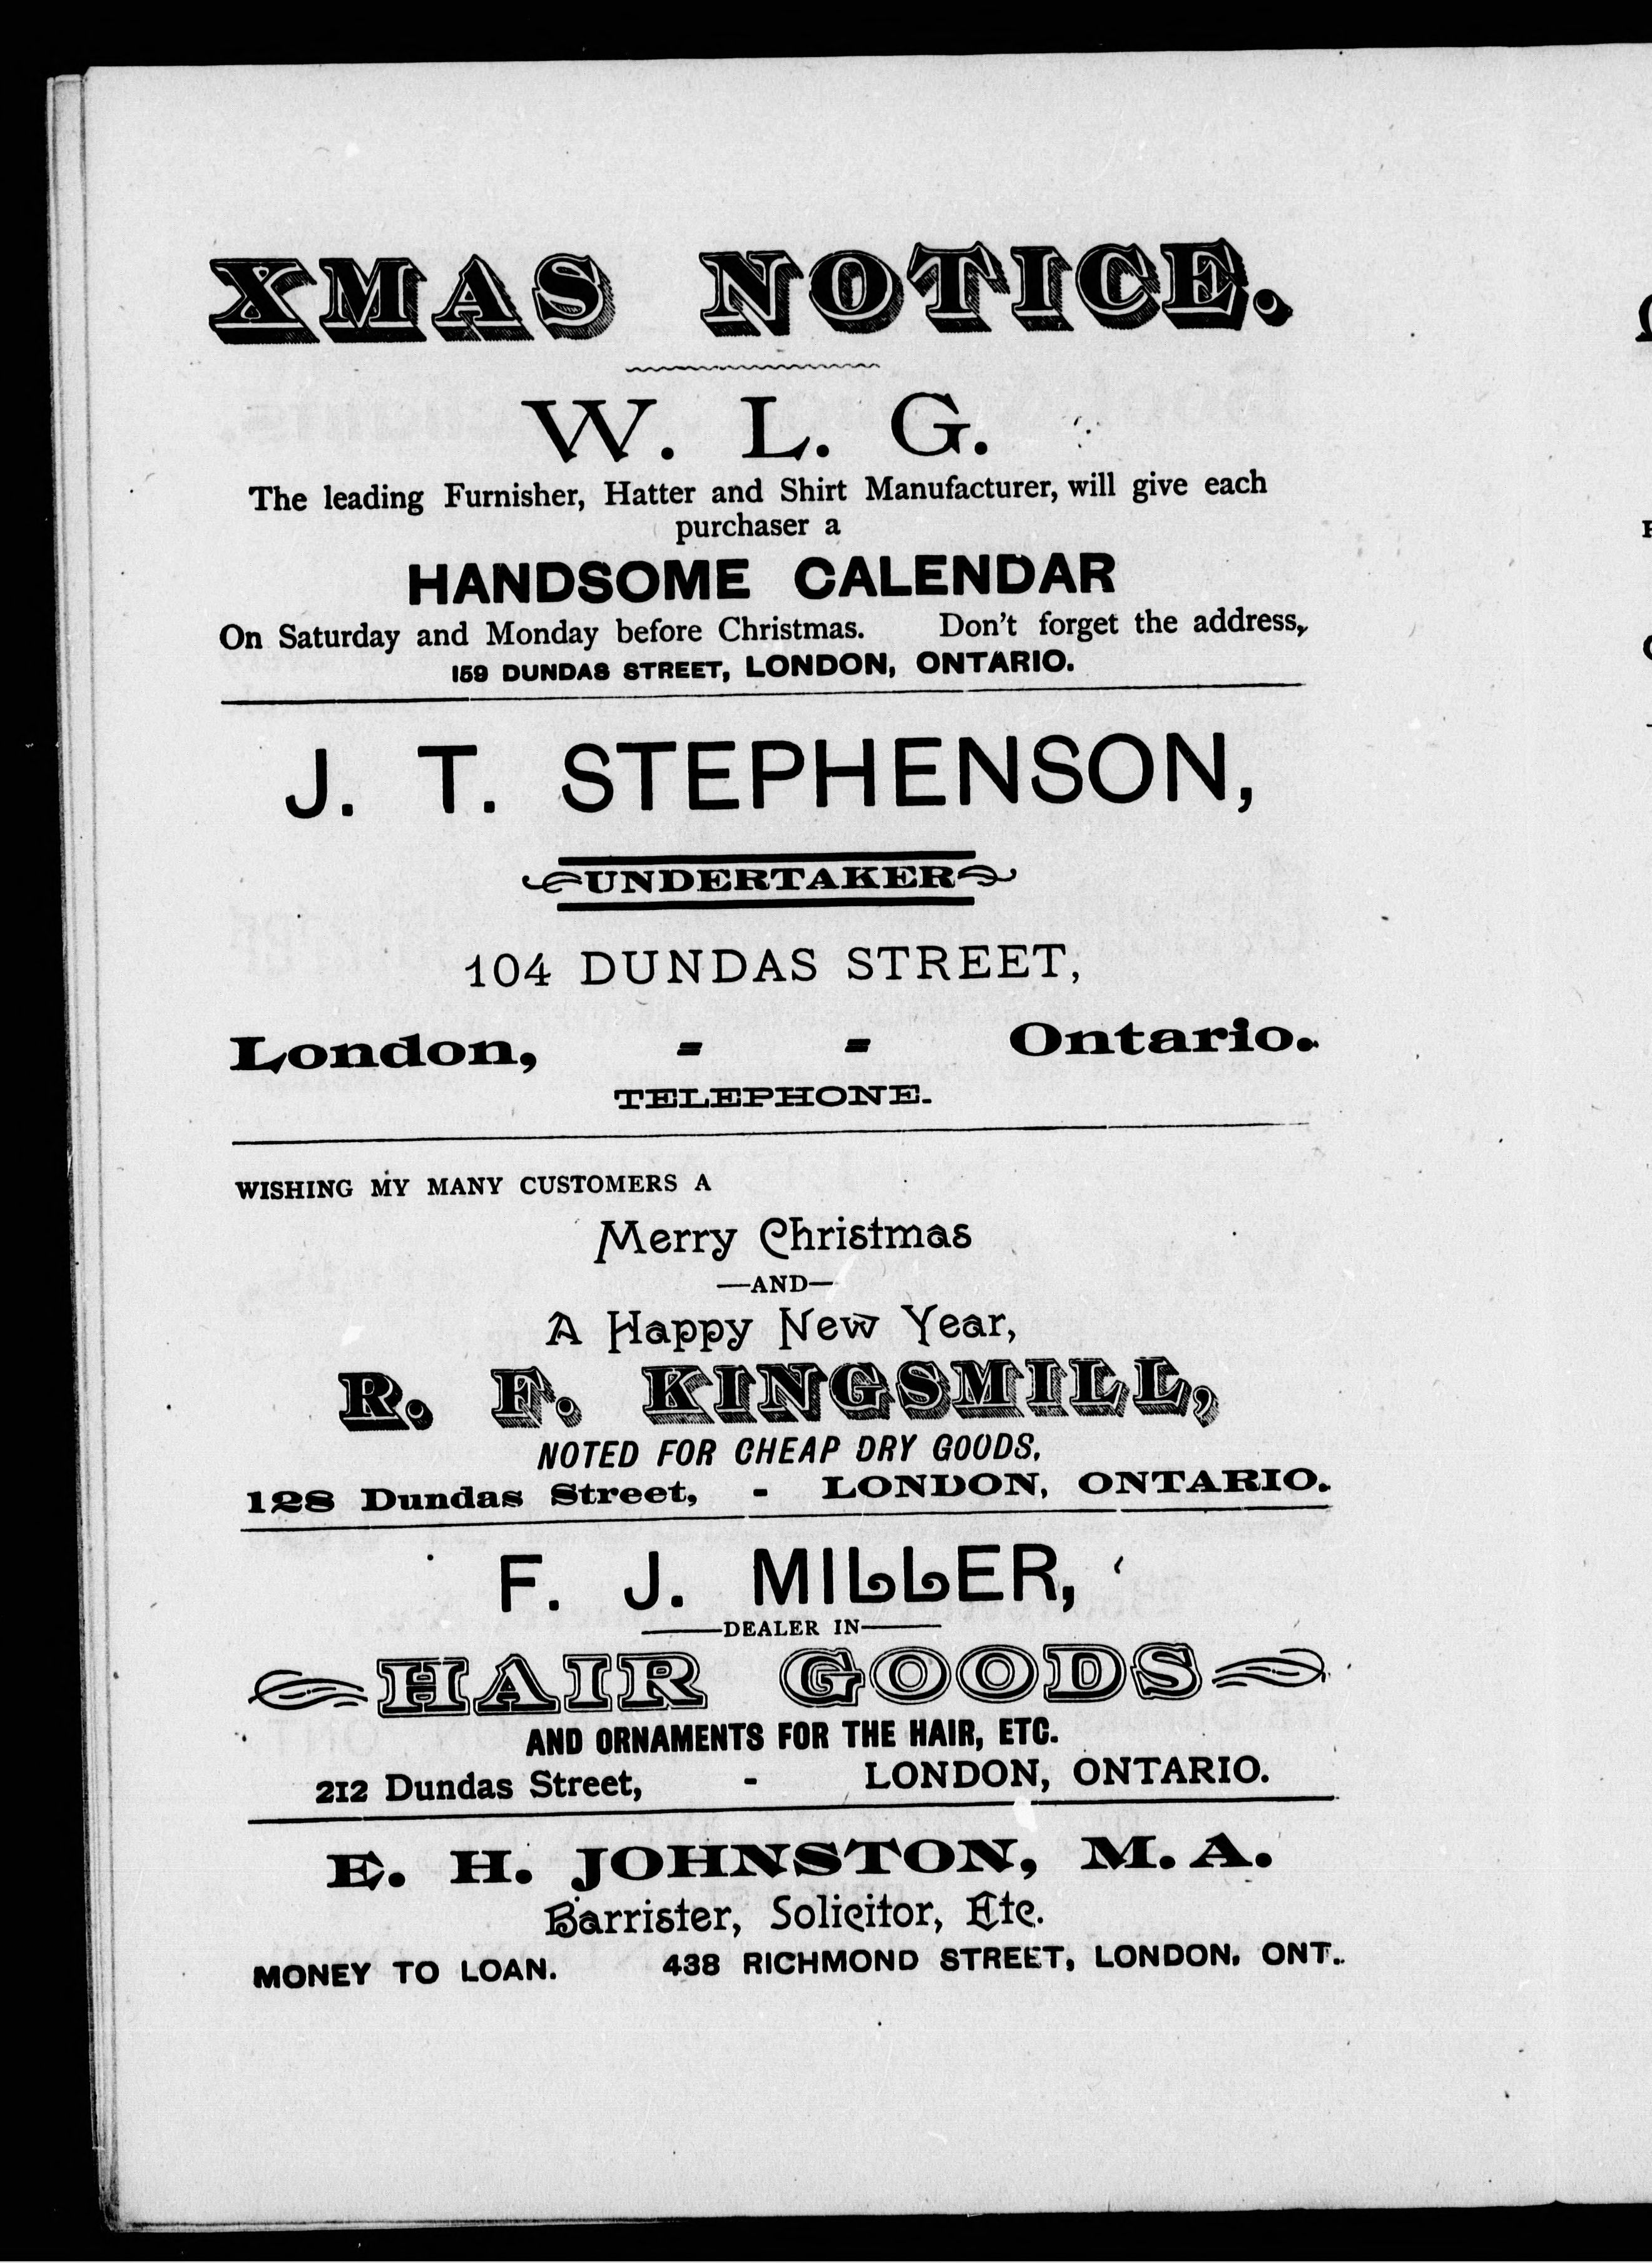 XMAS NOTICE.
W. L. G.
The leading Furnisher, Hatter and Shirt Manufacturer, will give each
purchaser a
HANDSOME CALENDAR
On Saturday and Monday before Christmas. Don't forget the address,
159 DUNDAS STREET, LONDON, ONTARIO.
J. T. STEPHENSON,
UNDERTAKER
104 DUNDAS STREET,
London, - - Ontario.
TELEPHONE.
WISHING MY MANY CUSTOMERS A
Merry Christmas
—AND—
A Happy New Year,
R. F. KINGSMILL,
NOTED FOR CHEAP DRY GOODS,
128 Dundas Street, - LONDON, ONTARIO.
F. J. MILLER,
—DEALER IN—
HAIR GOODS
AND ORNAMENTS FOR THE HAIR, ETC.
212 Dundas Street, - LONDON, ONTARIO.
E. H. JOHNSTON, M. A.
Barrister, Solicitor, Etc.
MONEY TO LOAN. 438 RICHMOND STREET, LONDON, ONT.